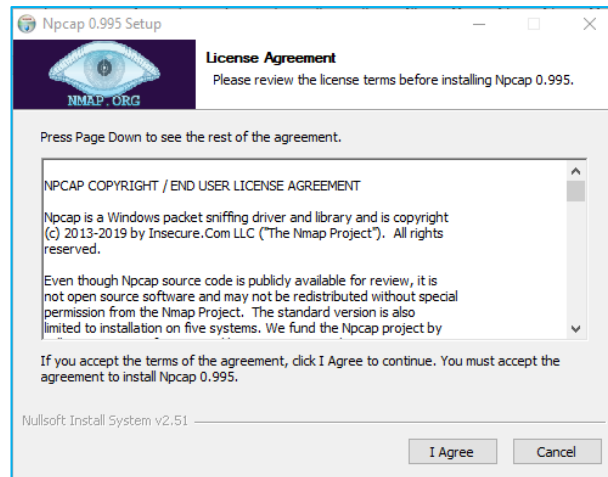 Npcap 0.995 Setup
NMAP.ORG
License Agreement
Please review the license terms before installing Npcap 0.995.
Press Page Down to see the rest of the agreement.
NPCAP COPYRIGHT / END USER LICENSE AGREEMENT
Npcap is a Windows packet sniffing driver and library and is copyright
(c) 2013-2019 by Insecure.Com LLC ("The Nmap Project"). All rights
reserved.
Even though Npcap source code is publicly available for review, it is
not open source software and may not be redistributed without special
permission from the Nmap Project. The standard version is also
limited to installation on five systems. We fund the Npcap project by
If you accept the terms of the agreement, click I Agree to continue. You must accept the
agreement to install Npcap 0.995.
Nullsoft Install System v2.51
I Agree
Cancel